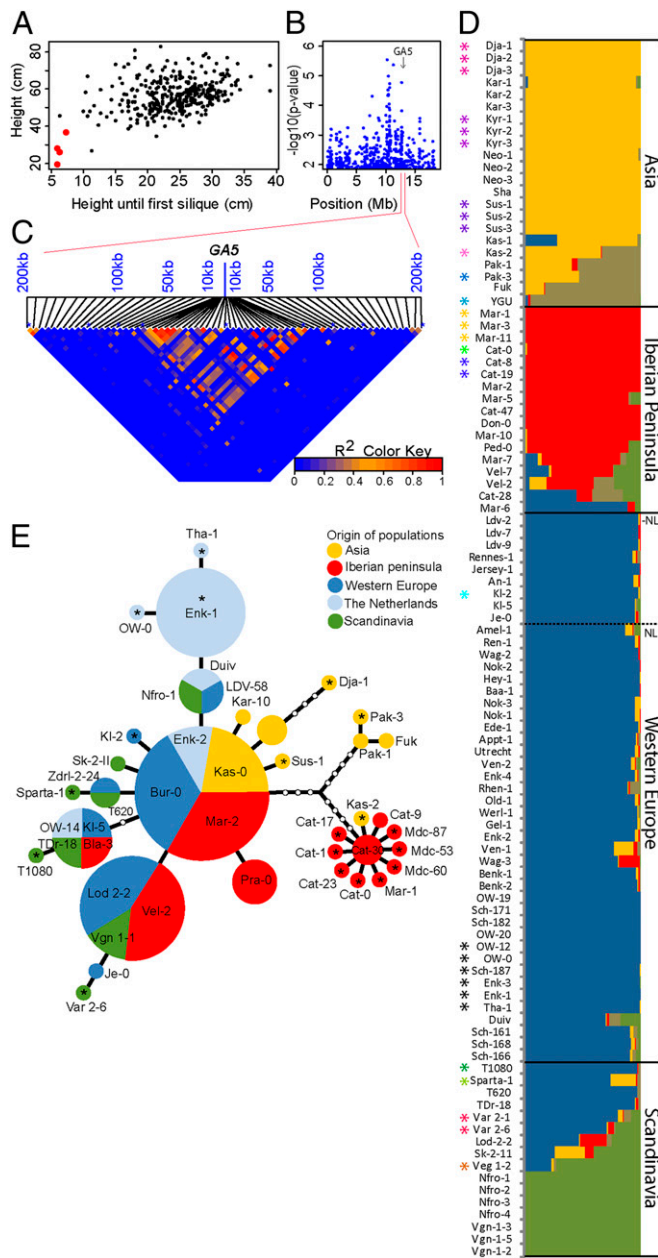 A
Height (cm)
80
60
40
20
5
10
15
20
25
30
35
40
Height until first silique (cm)
B
GA5
-log10(p-value)
6
5
4
3
2
0
5
10
15
Position (Mb)
C
GA5
200kb
100kb
50kb
10kb
10kb
50kb
100kb
200kb
R2 Color Key
0
0.2
0.4
0.6
0.8
1
E
Origin of populations
Asia
Iberian peninsula
Western Europe
The Netherlands
Scandinavia
Tha-1
*
*
Enk-1
*
OW-0
Duiv
Nfro-1
LDV-58
Kar-10
Dja-1
*
Kl-2
*
Enk-2
Kas-0
Sus-1
*
Pak-3
*
Pak-1
Fuk
Sk-2-II
Zdrl-2-24
Sparta-1
*
T620
Bur-0
Mar-2
OW-14
Kl-5
TDr-18
Bla-3
T1080
*
Kas-2
*
Cat-17
Cat-9
Mdc-87
Cat-30
Cat-1
Mdc-53
Mdc-60
Cat-23
Cat-0
Mar-1
Pra-0
Lod 2-2
Vel-2
Vgn 1-1
Je-0
Var 2-6
*
D
* Dja-1
* Dja-2
* Dja-3
Kar-1
Kar-2
Kar-3
* Kyr-1
* Kyr-2
* Kyr-3
Neo-1
Neo-2
Neo-3
Sha
* Sus-1
* Sus-2
* Sus-3
Kas-1
* Kas-2
Pak-1
* Pak-3
Fuk
* YGU
Asia
* Mar-1
* Mar-3
* Mar-11
* Cat-0
* Cat-8
* Cat-19
Mar-2
Mar-5
Cat-47
Don-0
Mar-10
Ped-0
Mar-7
Vel-7
Vel-2
Cat-28
Mar-6
Iberian Peninsula
Ldv-2
-NL
Ldv-7
Ldv-9
Rennes-1
Jersey-1
An-1
* Kl-2
Kl-5
Je-0
Amel-1
NL
Ren-1
Wag-2
Nok-2
Hey-1
Baa-1
Nok-3
Nok-1
Ede-1
Appt-1
Utrecht
Ven-2
Enk-4
Rhen-1
Old-1
Werl-1
Gel-1
Enk-2
Ven-1
Wag-3
Benk-1
Benk-2
OW-19
Sch-171
Sch-182
OW-20
* OW-12
* OW-0
* Sch-187
* Enk-3
* Enk-1
* Tha-1
Duiv
Sch-161
Sch-168
Sch-166
Western Europe
* T1080
* Sparta-1
T620
TDr-18
* Var 2-1
* Var 2-6
Lod-2-2
Sk-2-11
* Veg 1-2
Nfro-1
Nfro-2
Nfro-3
Nfro-4
Vgn-1-3
Vgn-1-5
Vgn-1-2
Scandinavia